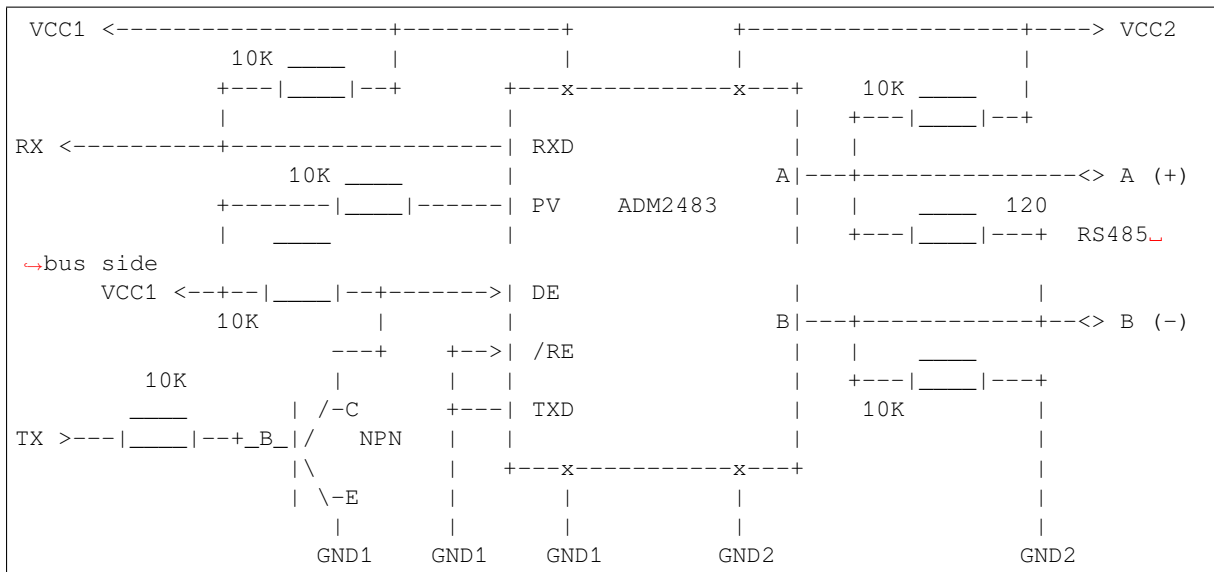 VCC1 <-------------------+-----------+           +-------------------+----> VCC2
              10K ____   |           |           |                   |
             +---|____|--+       +---x-----------x---+    10K ____   |
             |                   |                   |   +---|____|--+
RX <---------+-------------------| RXD               |   |
                  10K ____       |                  A|---+---------------<> A (+)
             +-------|____|------| PV    ADM2483     |   |    ____  120
             |   ____            |                   |   +---|____|---+  RS485␣
↪bus side
     VCC1 <--+--|____|--+------->| DE                |                |
             10K        |        |                  B|---+------------+--<> B (-)
                     ---+    +-->| /RE               |   |    ____
        10K          |       |   |                   |   +---|____|---+
       ____       | /-C      +---| TXD               |    10K         |
TX >---|____|--+_B_|/   NPN  |   |                   |                |
                  |\         |   +---x-----------x---+                |
                  | \-E      |       |           |                    |
                     |       |       |           |                    |
                    GND1    GND1    GND1        GND2                 GND2